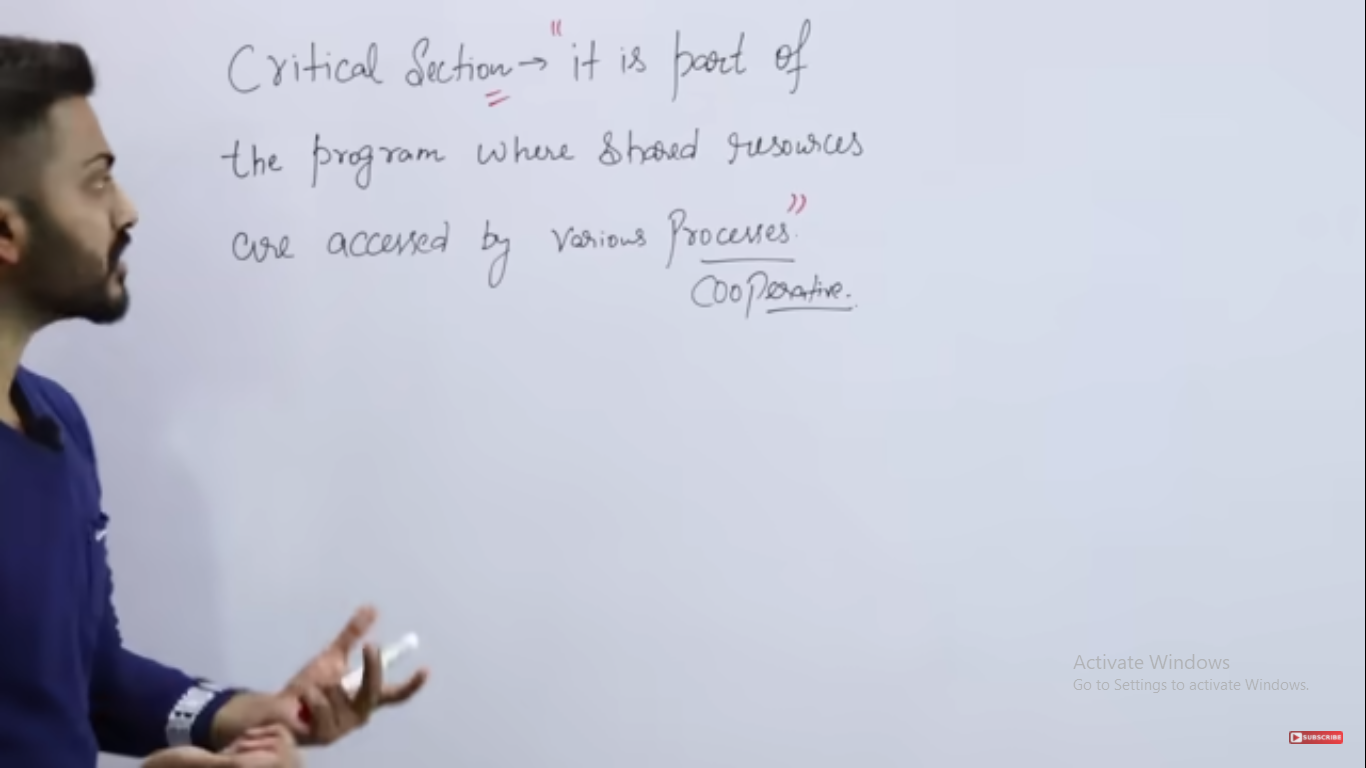 Critical Section → "it is part of
the program where shared resources
are accessed by various Processes".
Cooperative.
Activate Windows
Go to Settings to activate Windows.
SUBSCRIBE